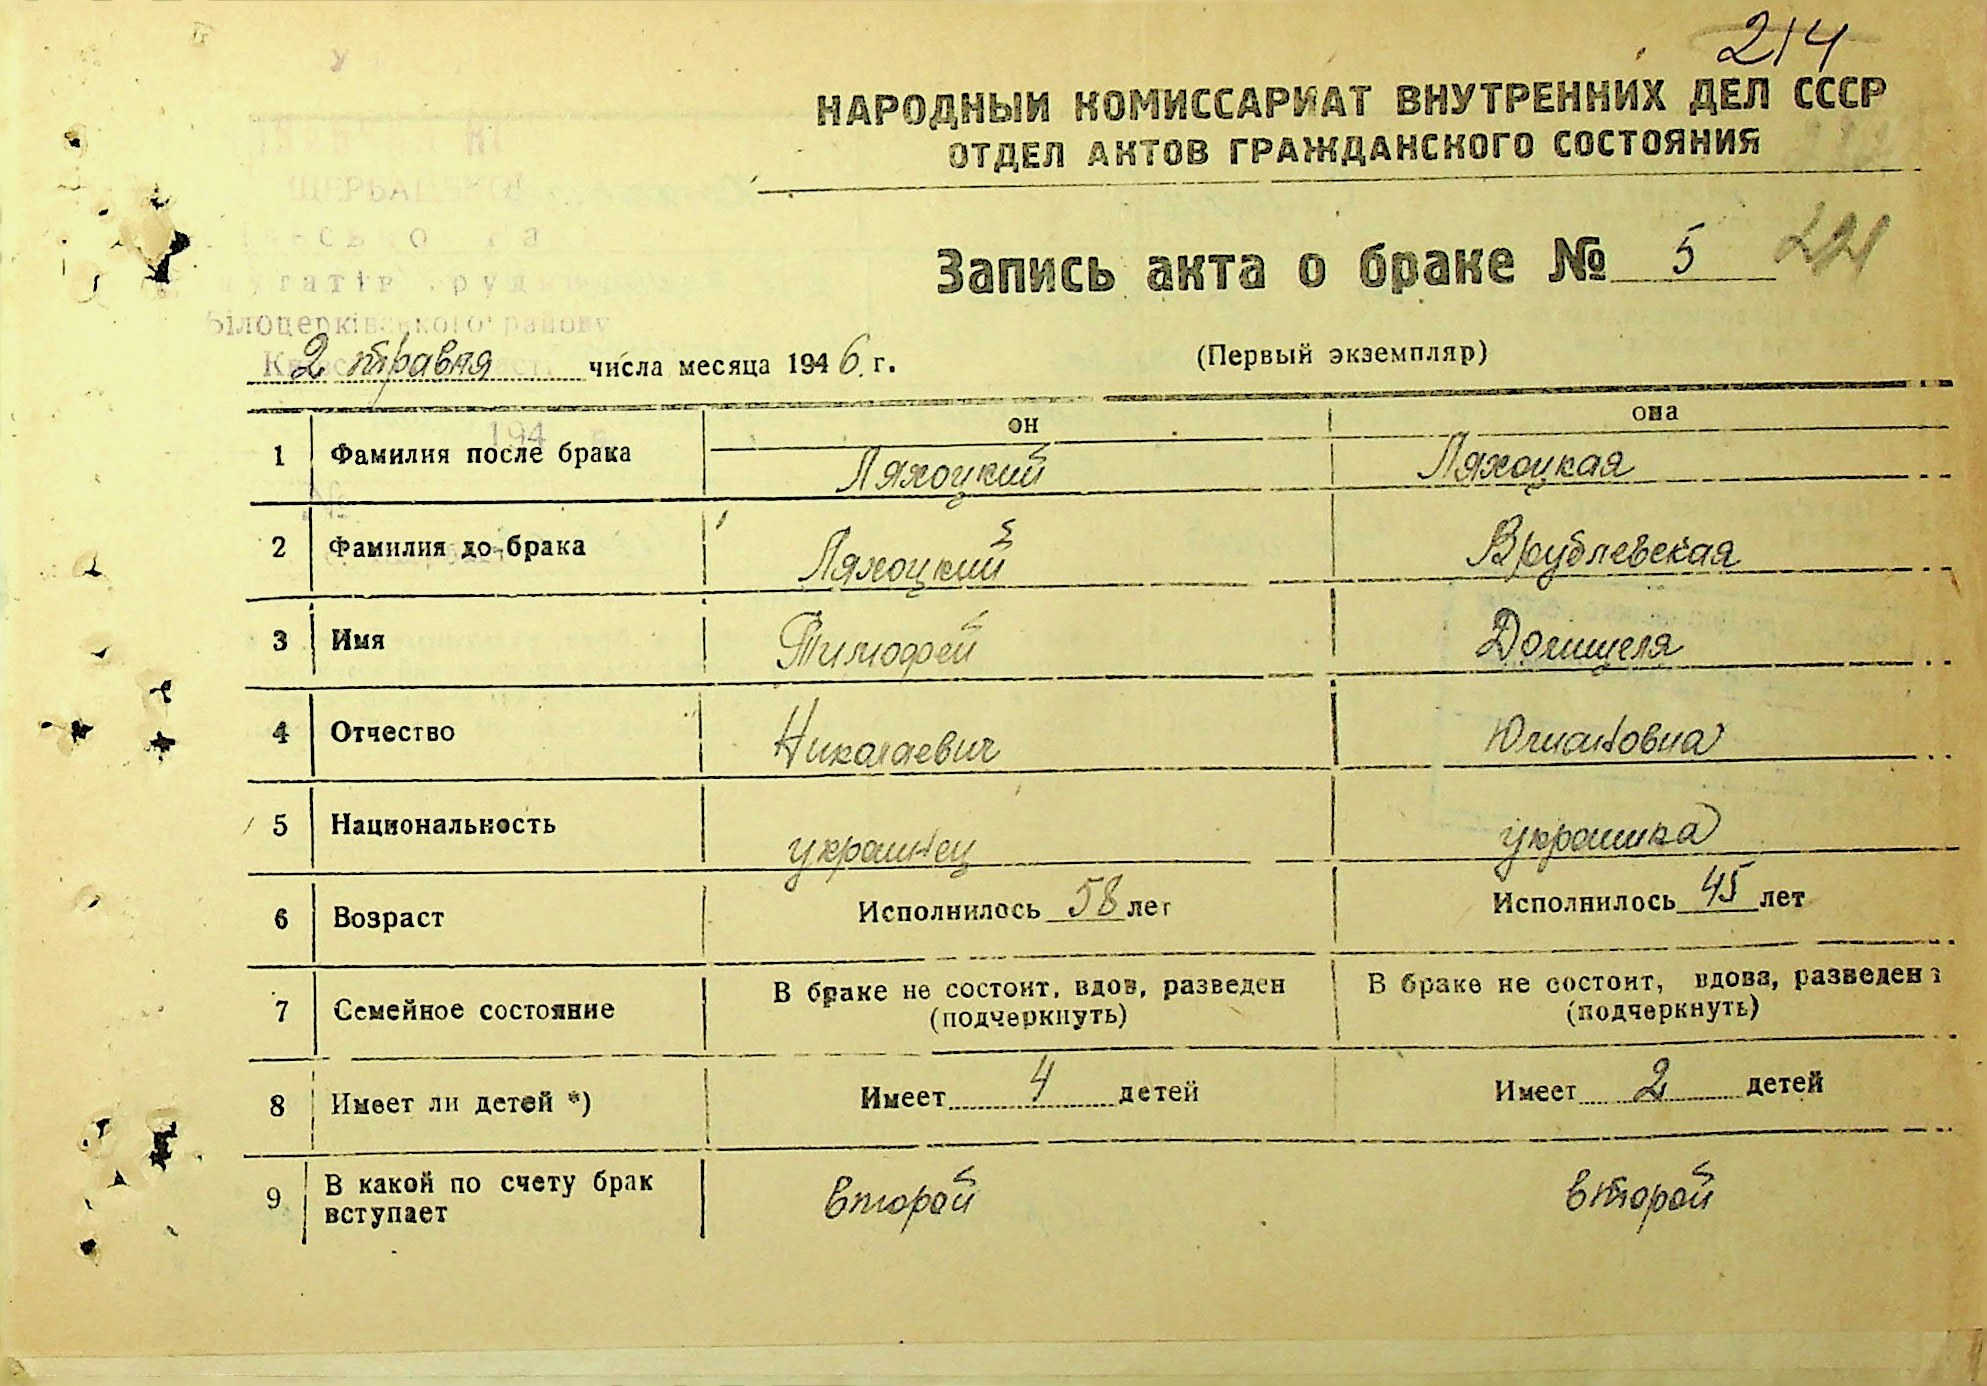 214
НАРОДНЫЙ КОМИССАРИАТ ВНУТРЕННИХ ДЕЛ СССР
ОТДЕЛ АКТОВ ГРАЖДАНСКОГО СОСТОЯНИЯ
Запись акта о браке № 5
Білоцерківського району
2 травня числа месяца 1946 г. (Первый экземпляр)
он она
1 Фамилия после брака Ляхоцкий Ляхоцкая
2 Фамилия до брака Ляхоцкий Врублевская
3 Имя Тимофей Домицеля
4 Отчество Николаевич Юлиановна
5 Национальность украинец украинка
6 Возраст Исполнилось 58 лет Исполнилось 45 лет
7 Семейное состояние В браке не состоит, вдов, разведен (подчеркнуть) В браке не состоит, вдова, разведена (подчеркнуть)
8 Имеет ли детей *) Имеет 4 детей Имеет 2 детей
9 В какой по счету брак вступает второй второй